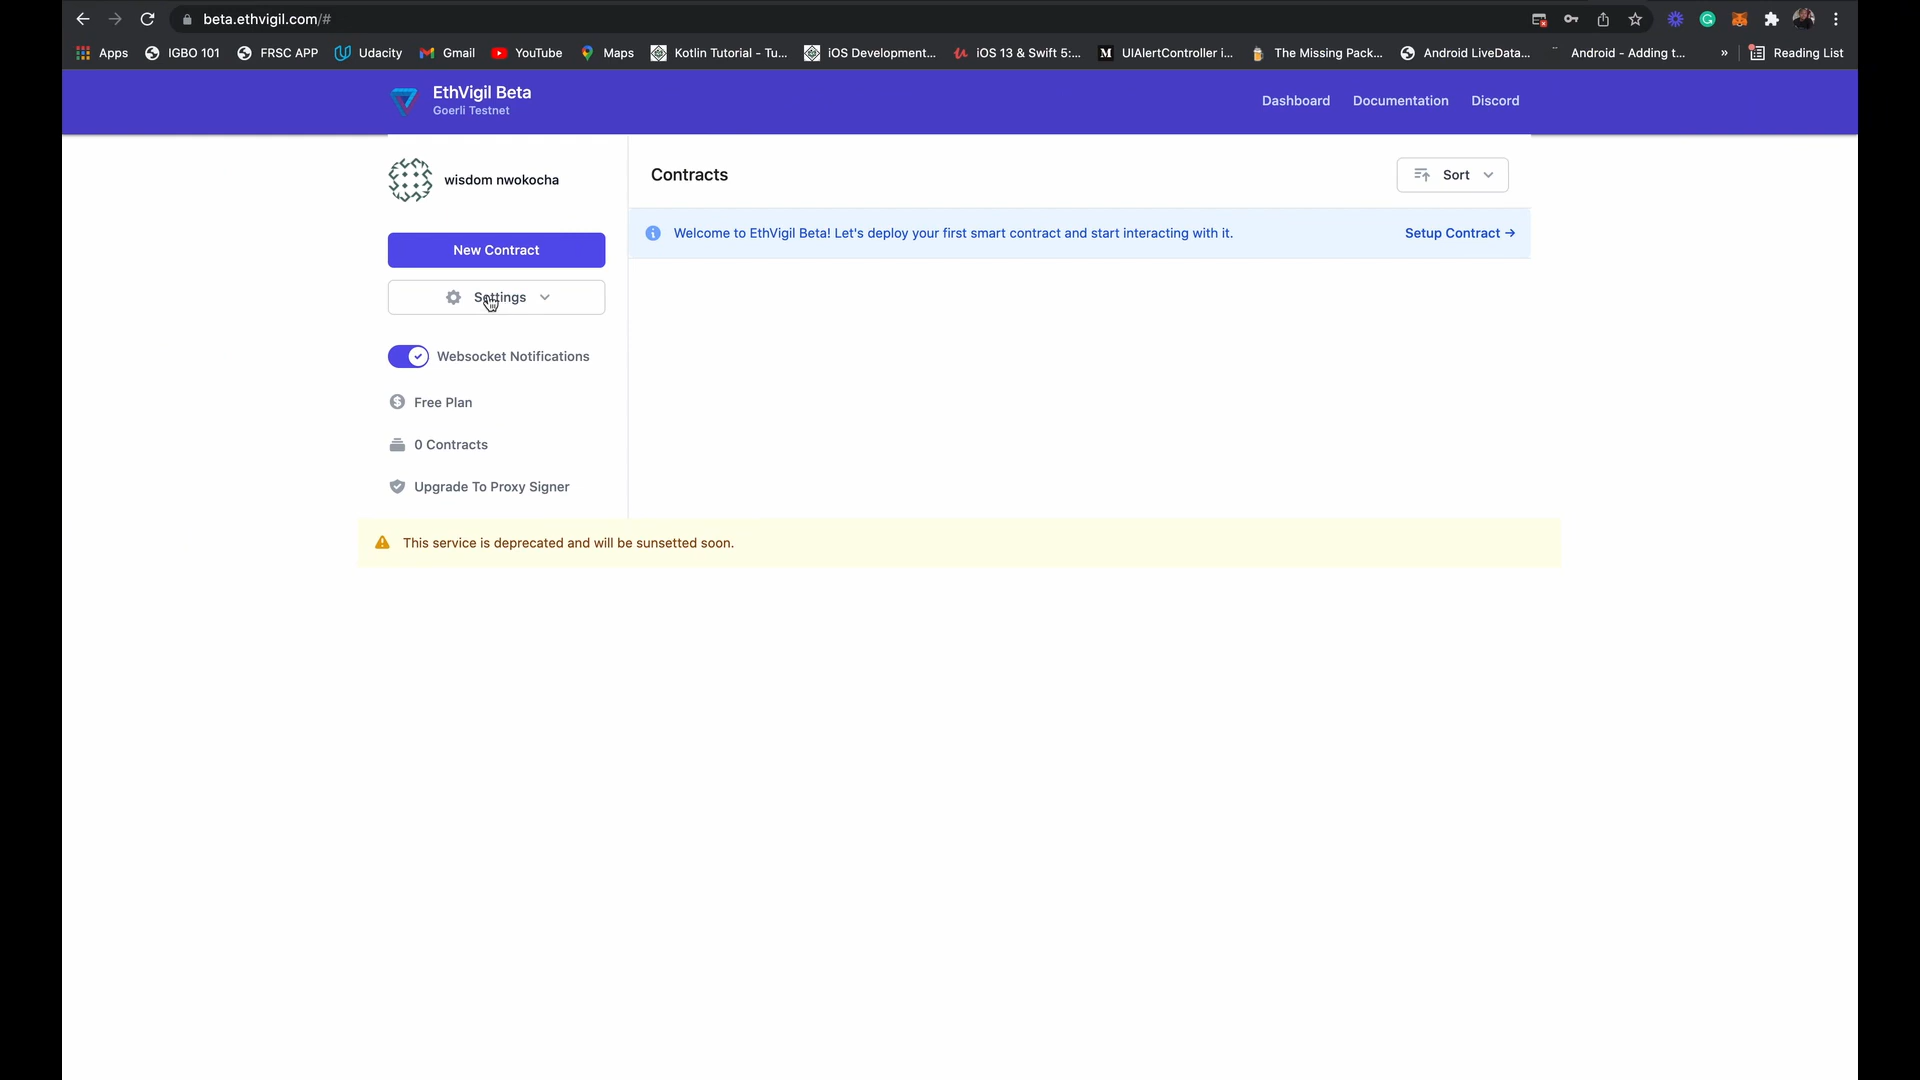 beta.ethvigil.com/#
Apps IGBO 101 FRSC APP Udacity Gmail YouTube Maps Kotlin Tutorial - Tu... iOS Development... iOS 13 & Swift 5:... UIAlertController i... The Missing Pack... Android LiveData... Android - Adding t... » Reading List
EthVigil Beta
Goerli Testnet
Dashboard Documentation Discord
wisdom nwokocha
New Contract
Settings
Websocket Notifications
Free Plan
0 Contracts
Upgrade To Proxy Signer
Contracts
Sort
Welcome to EthVigil Beta! Let's deploy your first smart contract and start interacting with it.
Setup Contract →
This service is deprecated and will be sunsetted soon.